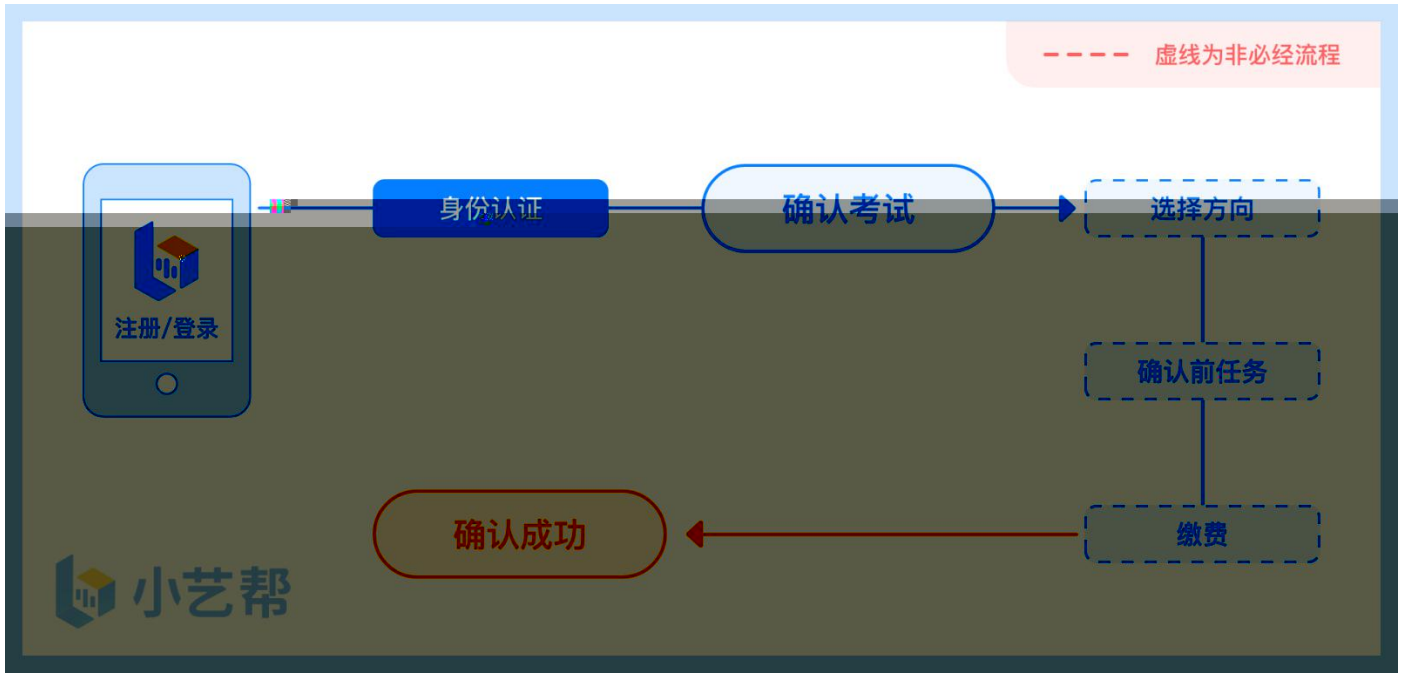 虚线为非必经流程
身份认证
确认考试
选择方向
注册/登录
确认前任务
确认成功
缴费
小艺帮